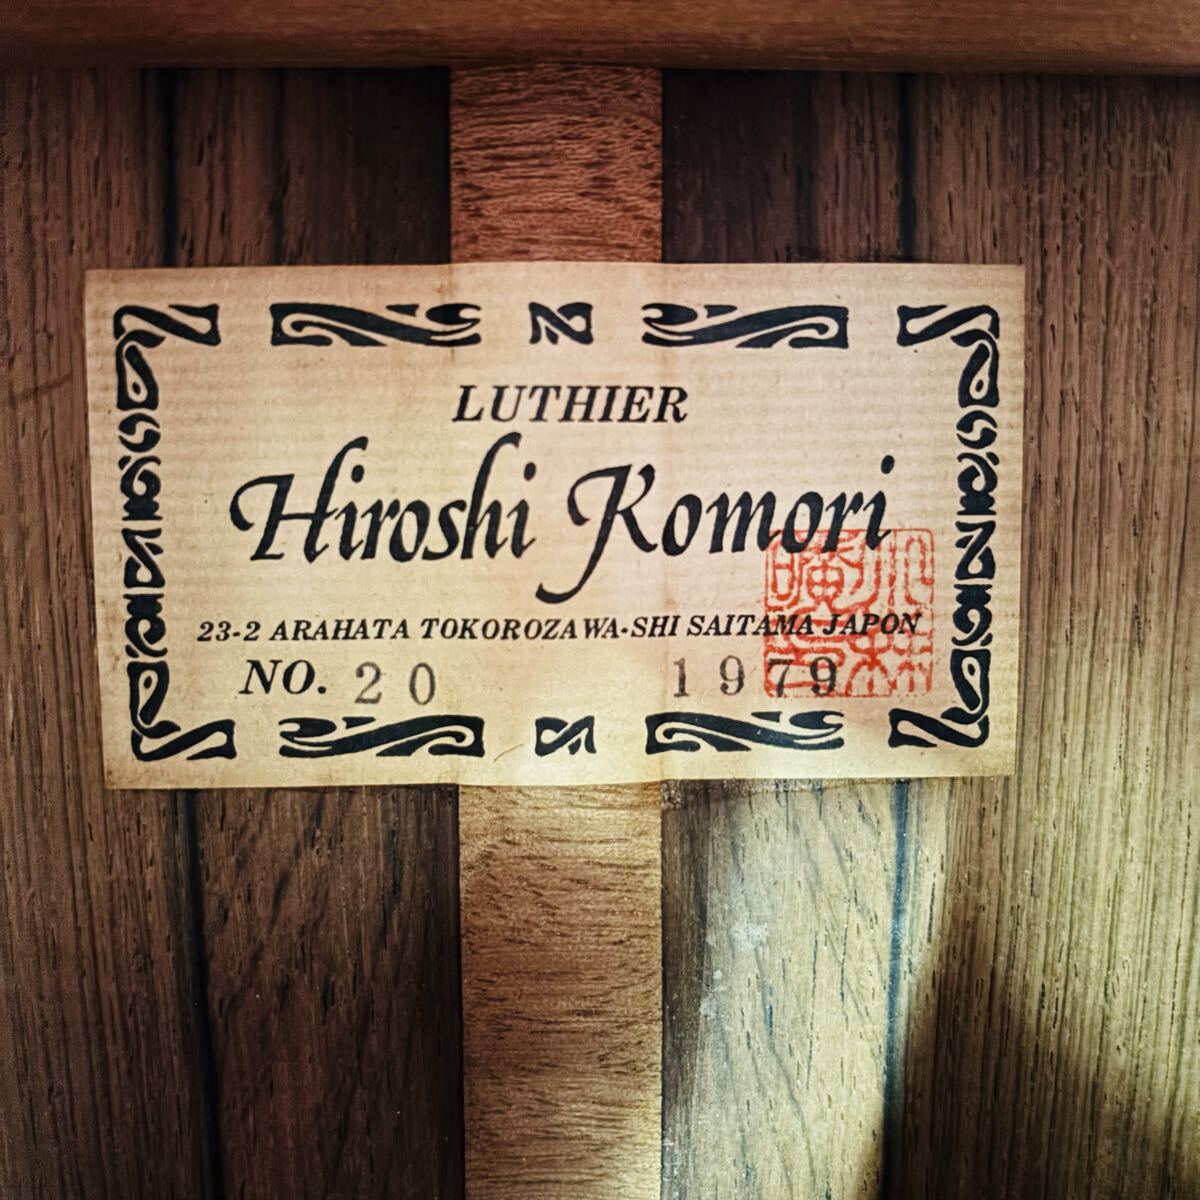 LUTHIER
Hiroshi Komori
23-2 ARAHATA TOKOROZAWA-SHI SAITAMA JAPON
NO. 20 1979